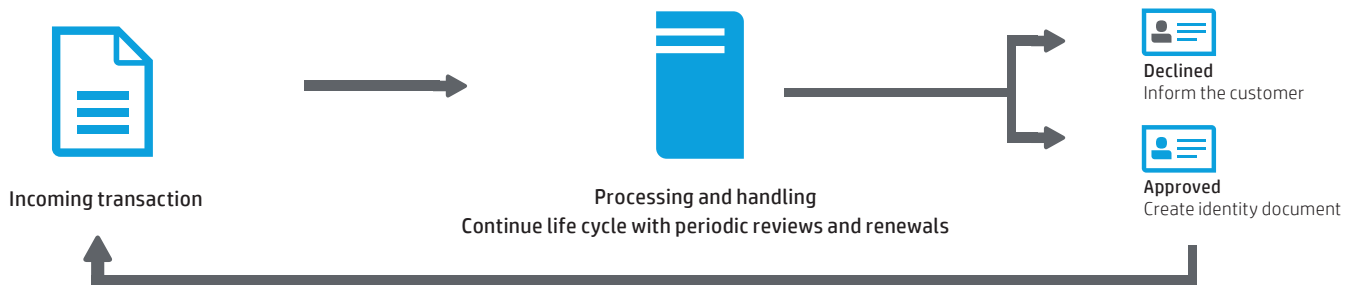 Incoming transaction
Processing and handling
Continue life cycle with periodic reviews and renewals
Declined
Inform the customer
Approved
Create identity document